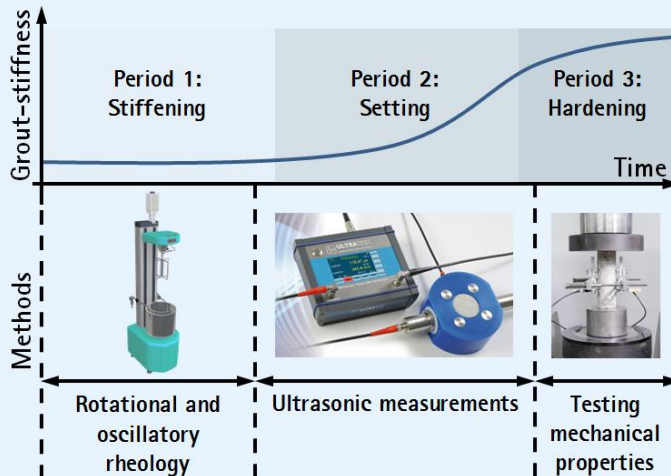 Grout-stiffness
Period 1:
Stiffening
Period 2:
Setting
Period 3:
Hardening
Time
Methods
ULTRATEST
Rotational and
oscillatory
rheology
Ultrasonic measurements
Testing
mechanical
properties